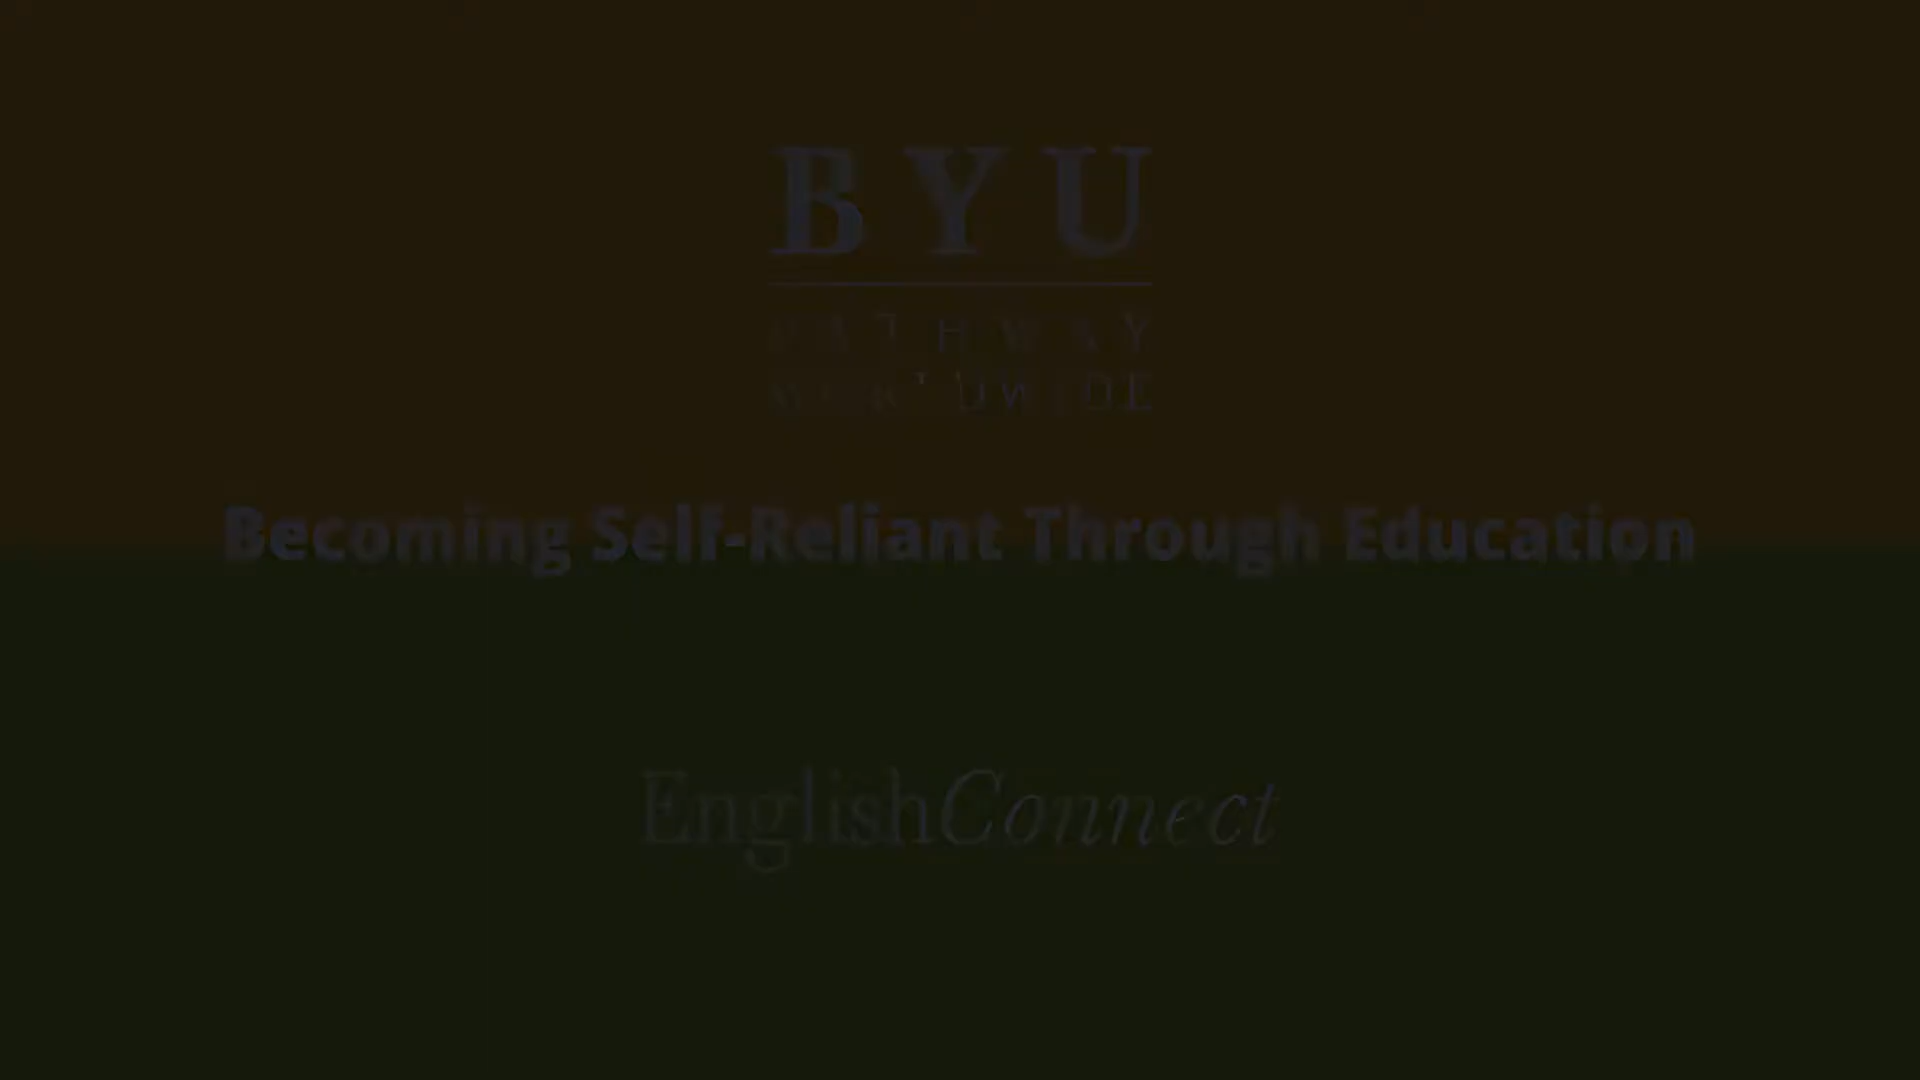 BYU
PATHWAY
WORLDWIDE
Becoming Self-Reliant Through Education
EnglishConnect